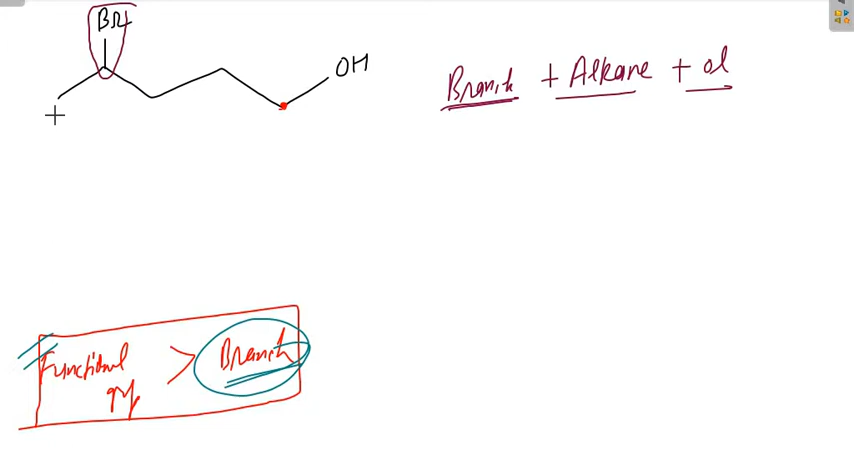 Br
OH
Branch + Alkane + ol
Functional > Branch
gp